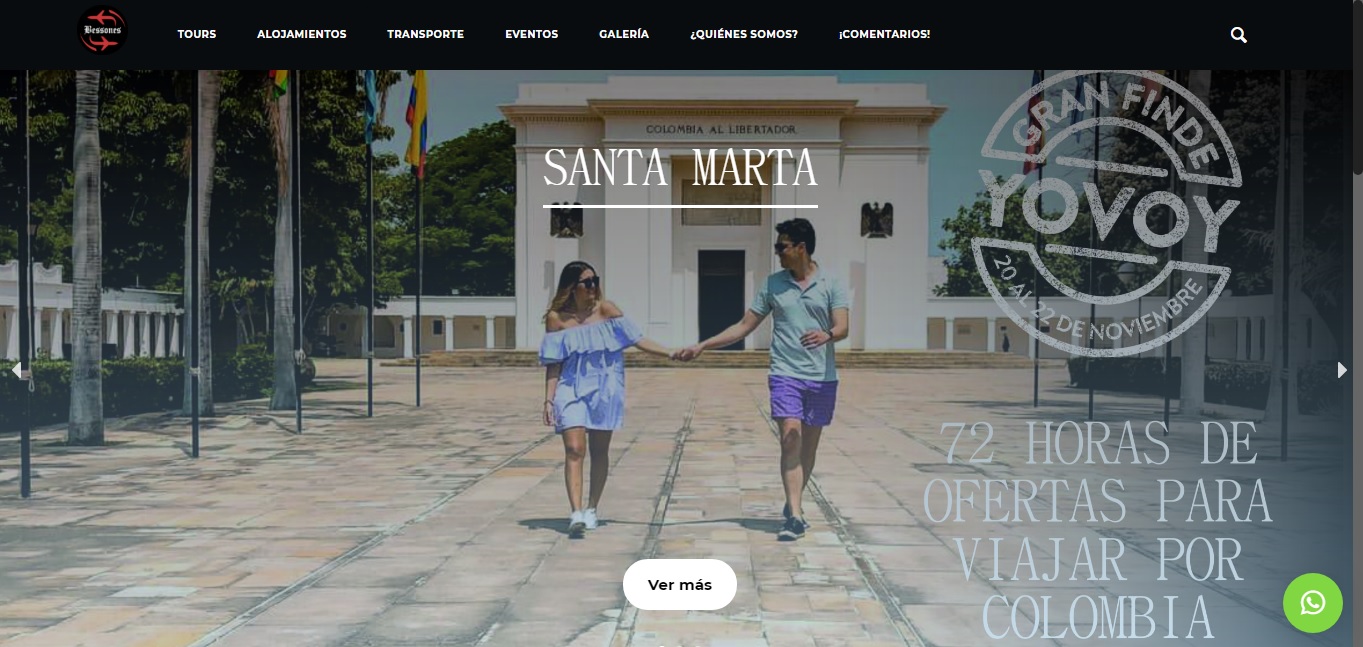 Bessones
TOURS
ALOJAMIENTOS
TRANSPORTE
EVENTOS
GALERÍA
¿QUIÉNES SOMOS?
¡COMENTARIOS!
COLOMBIA AL LIBERTADOR
SANTA MARTA
GRAN FINDE
YOVOY
20 AL 22 DE NOVIEMBRE
72 HORAS DE
OFERTAS PARA
VIAJAR POR
COLOMBIA
Ver más